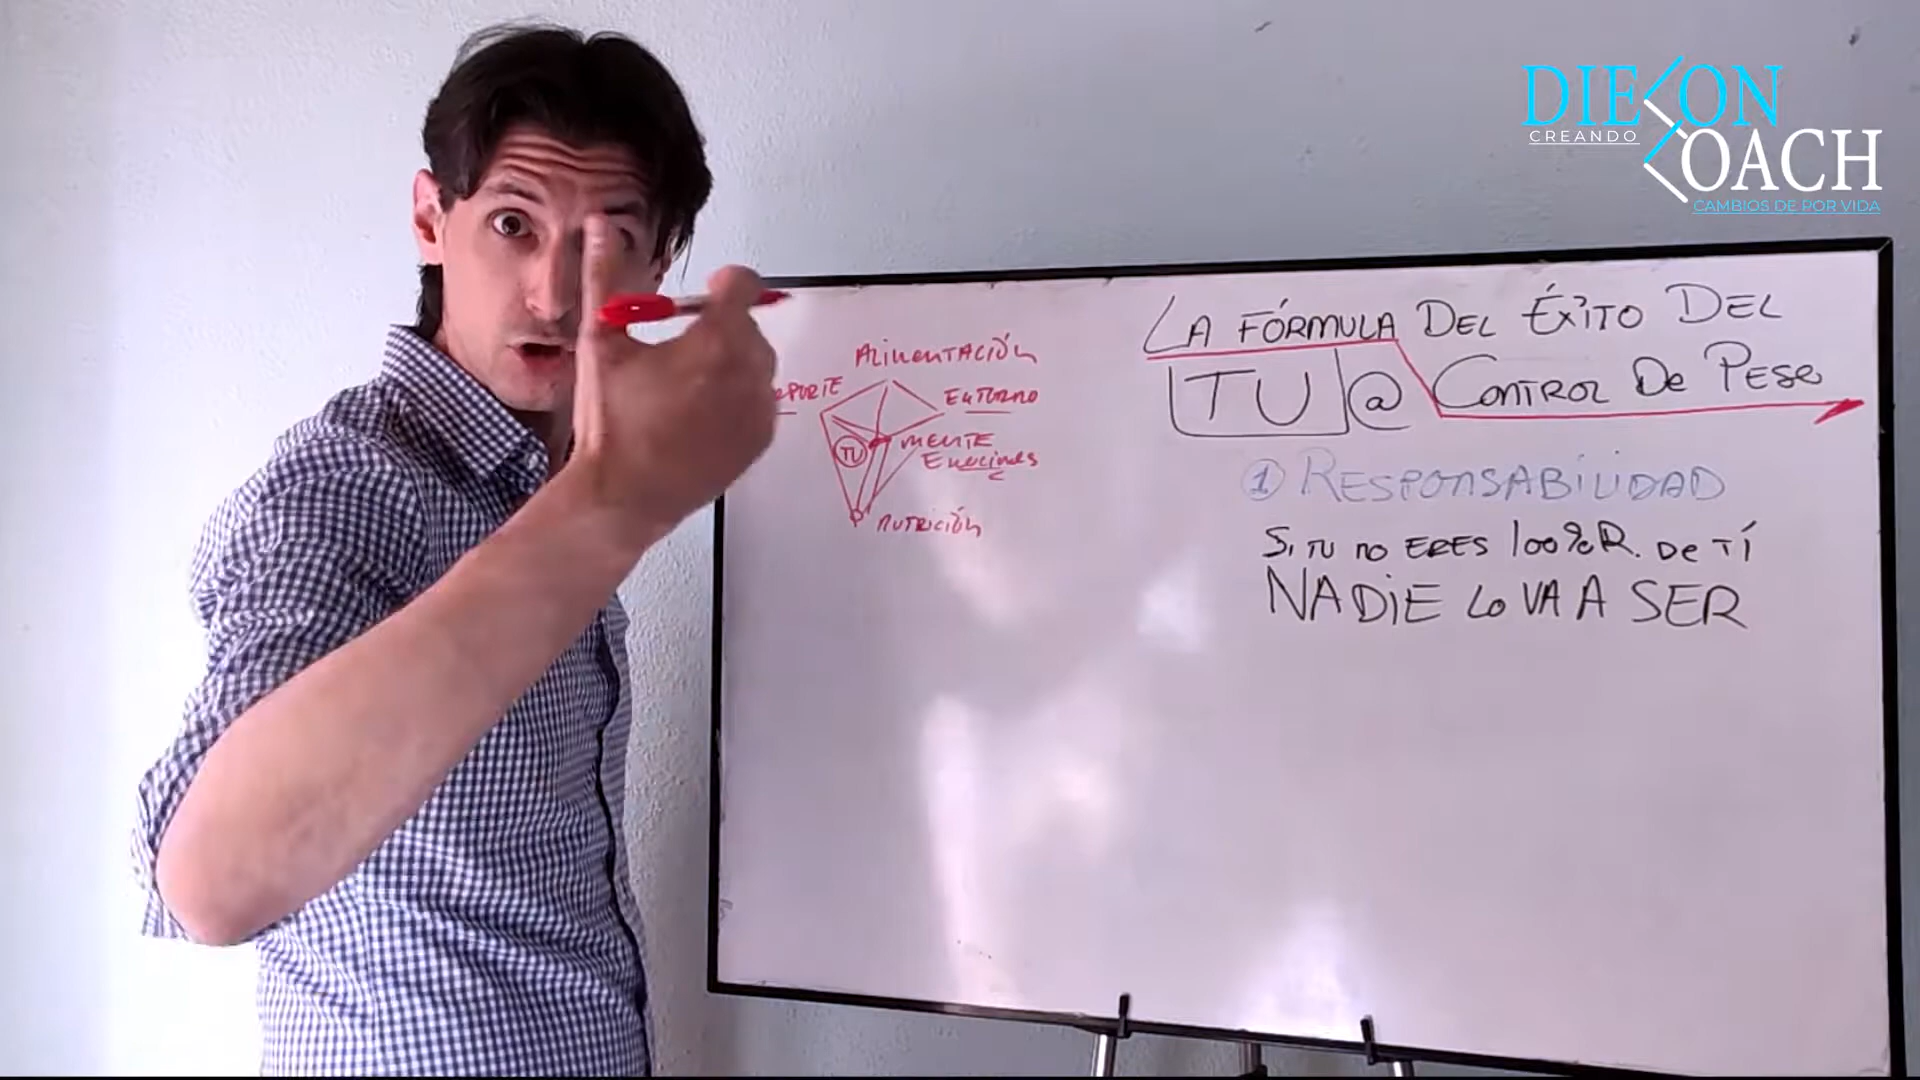 DIEGON
CREANDO
COACH
CAMBIOS DE POR VIDA
LA FÓRMULA DEL ÉXITO DEL
TU @ CONTROL DE PESO
① RESPONSABILIDAD
SI TU NO ERES 100% R. DE TÍ
NADIE LO VA A SER
ALIMENTACIÓN
ENTORNO
TU
MENTE
NUTRICIÓN